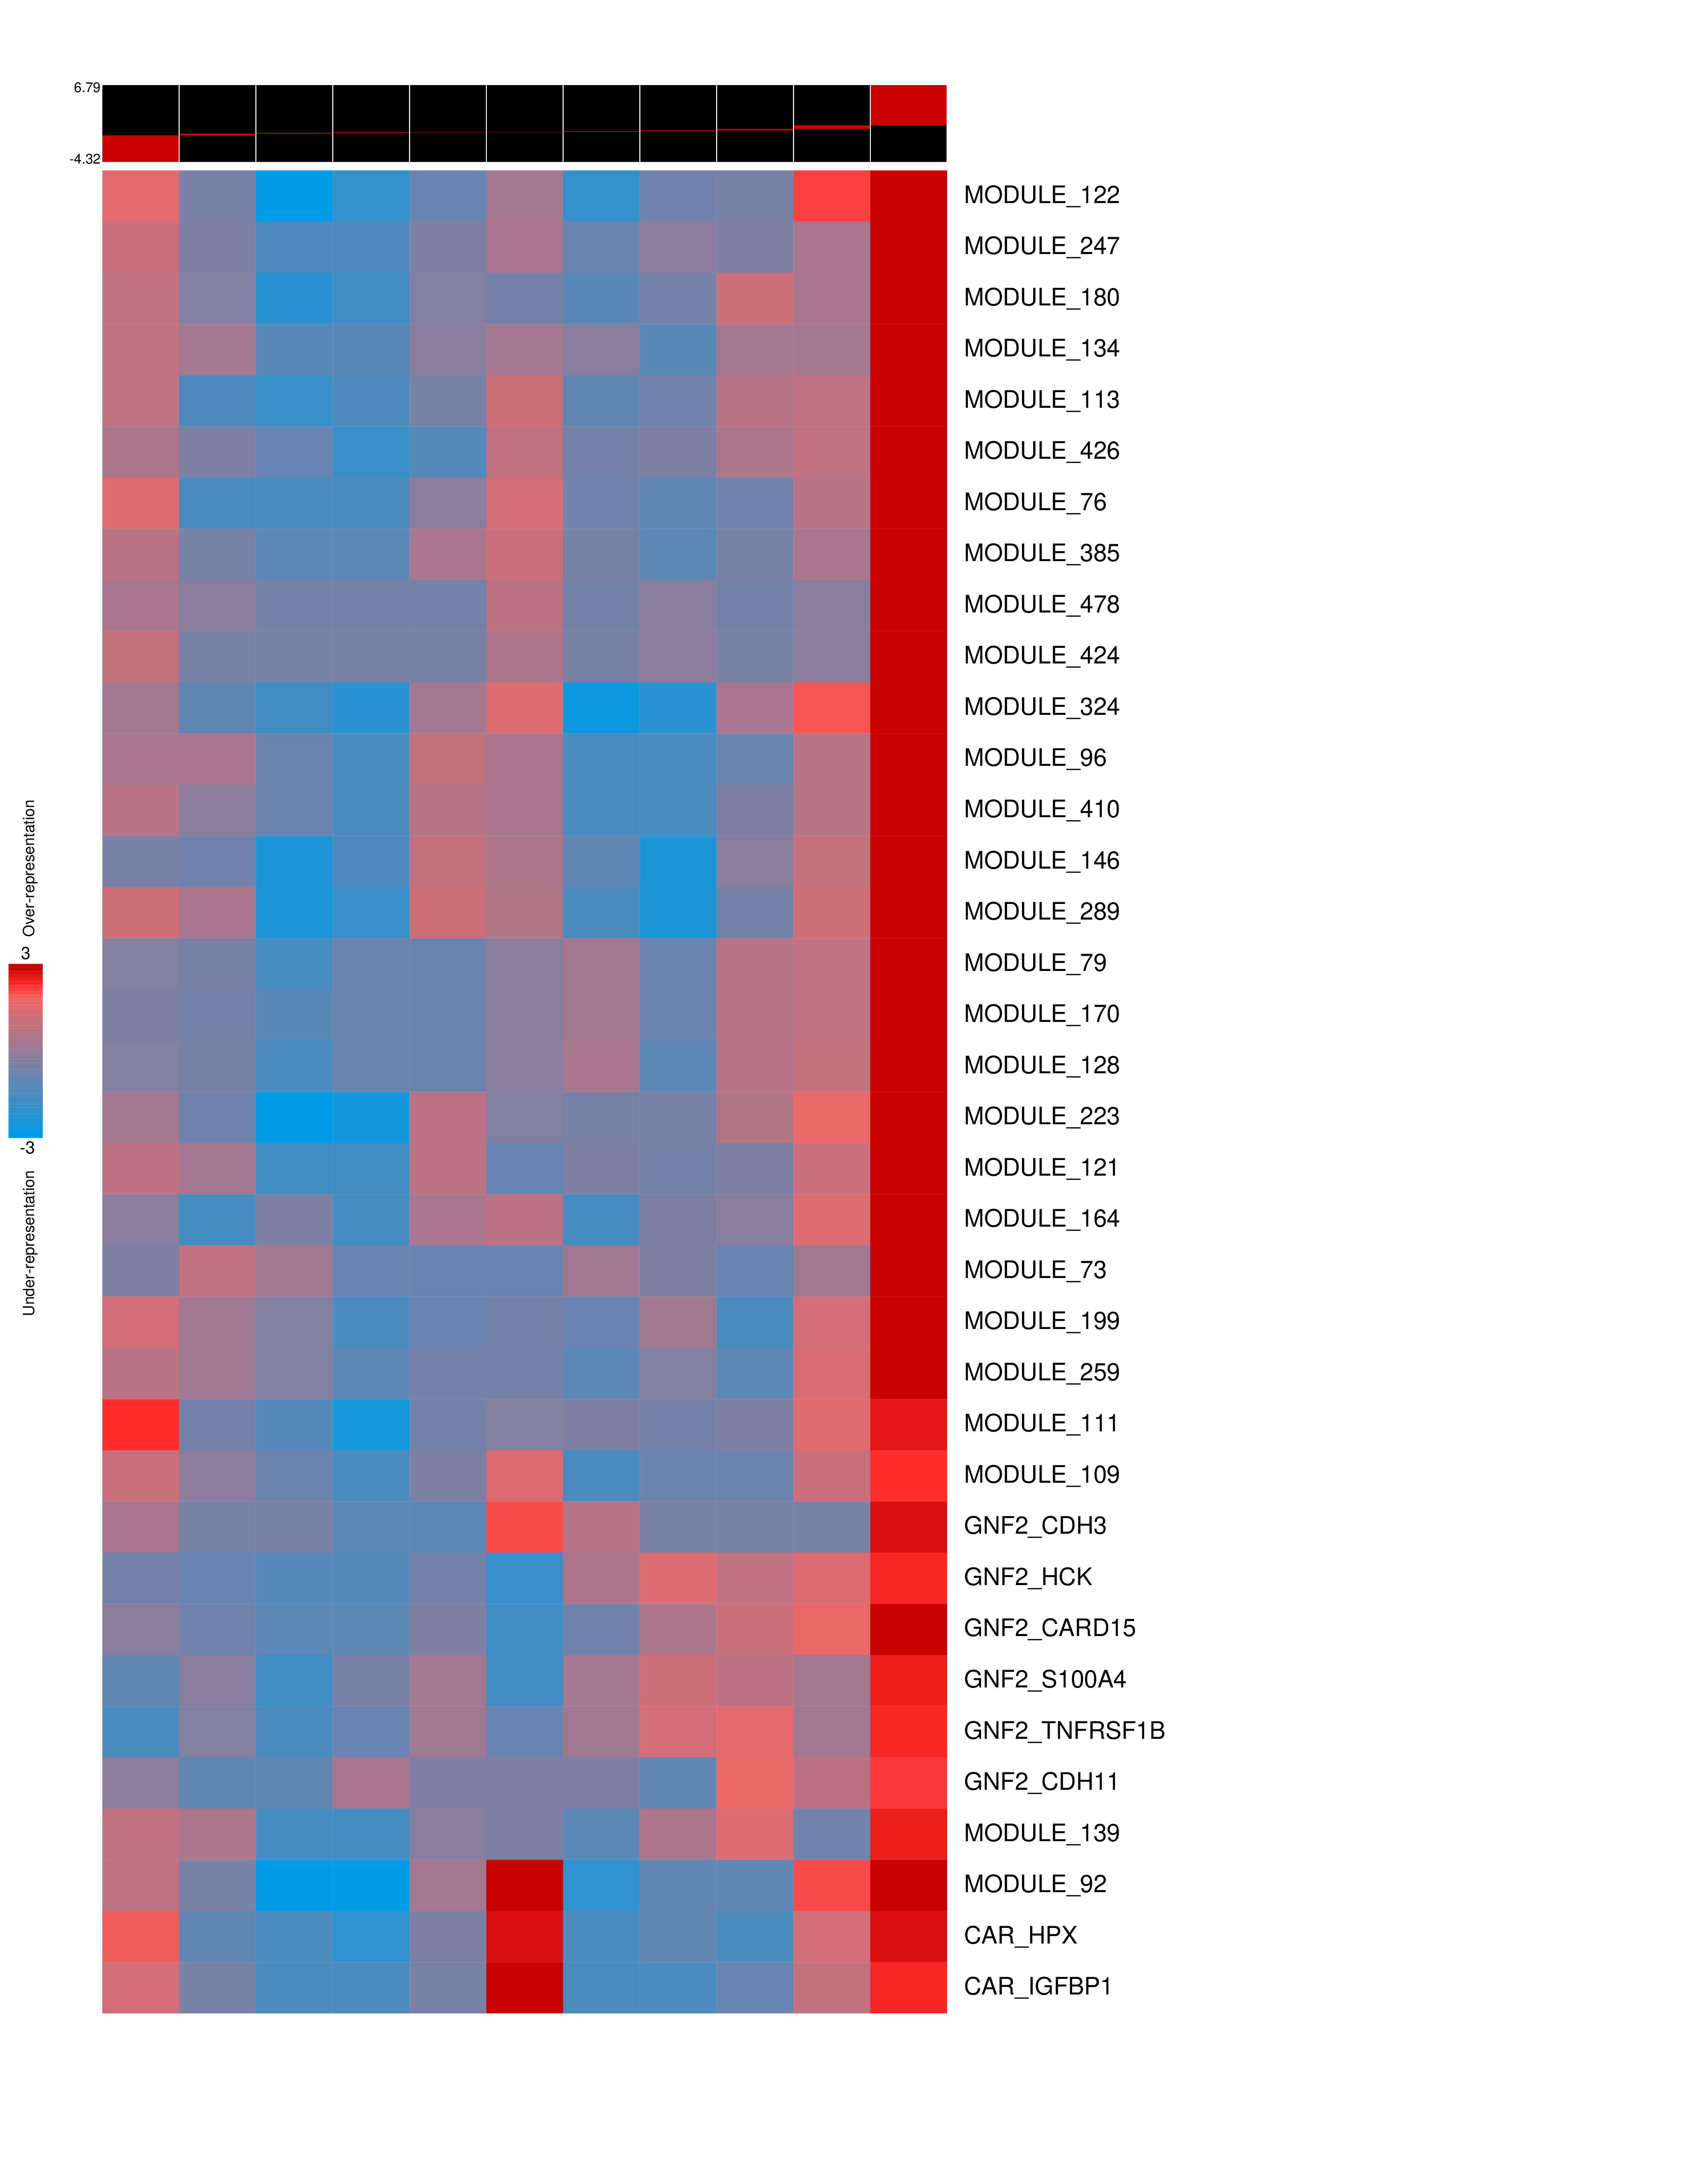 6.79
-4.32
MODULE_122
MODULE_247
MODULE_180
MODULE_134
MODULE_113
MODULE_426
MODULE_76
MODULE_385
MODULE_478
MODULE_424
MODULE_324
MODULE_96
MODULE_410
MODULE_146
MODULE_289
MODULE_79
MODULE_170
MODULE_128
MODULE_223
MODULE_121
MODULE_164
MODULE_73
MODULE_199
MODULE_259
MODULE_111
MODULE_109
GNF2_CDH3
GNF2_HCK
GNF2_CARD15
GNF2_S100A4
GNF2_TNFRSF1B
GNF2_CDH11
MODULE_139
MODULE_92
CAR_HPX
CAR_IGFBP1
Over-representation
3
-3
Under-representation